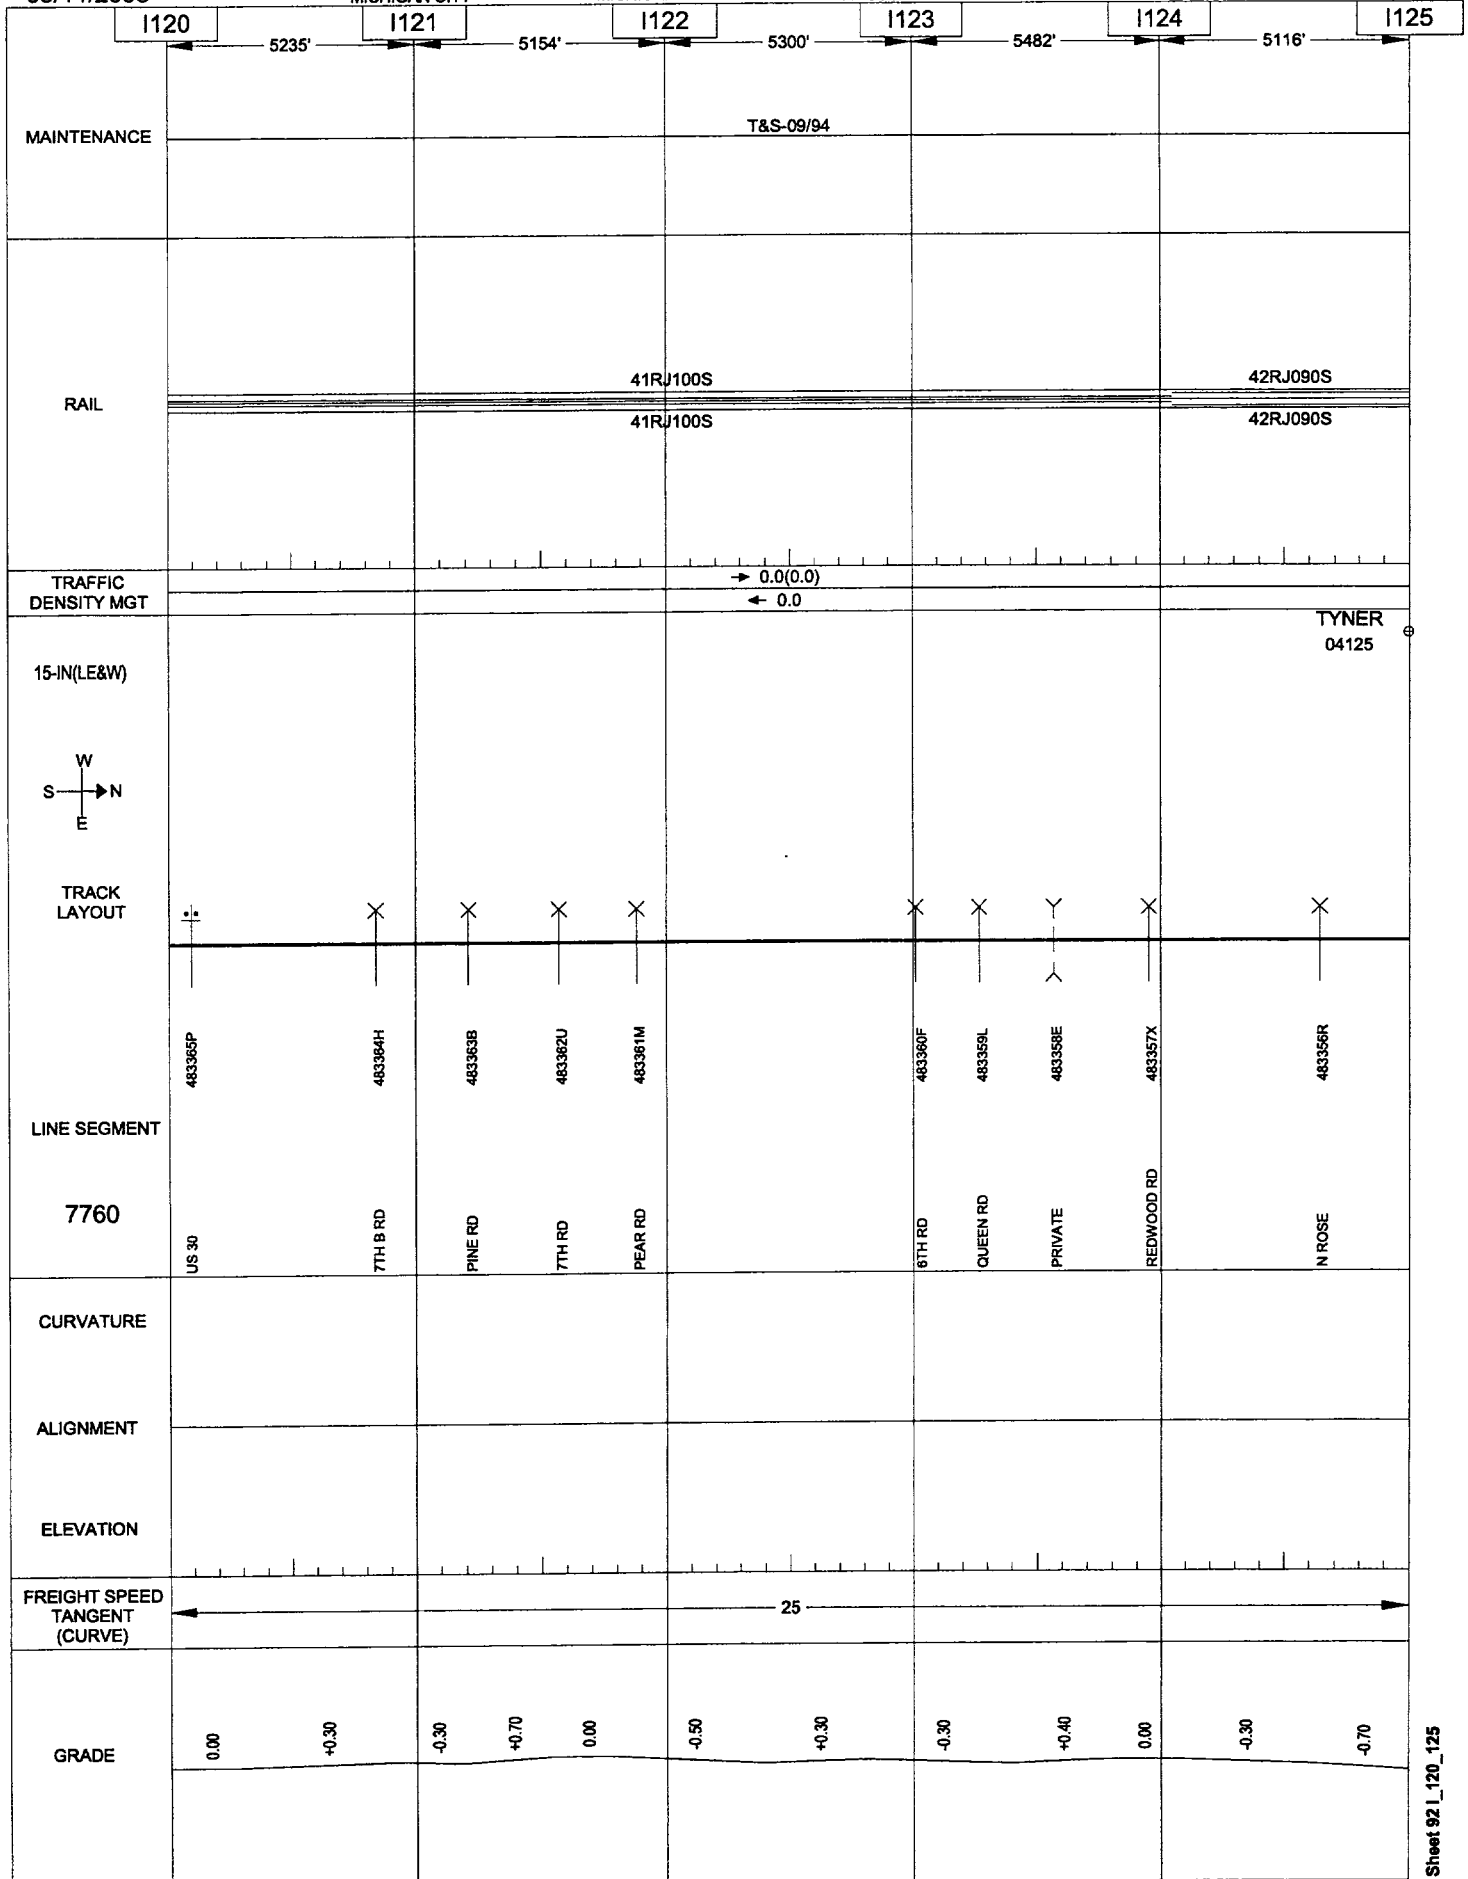 I120 I121 I122 I123 I124 I125
5235' 5154' 5300' 5482' 5116'
MAINTENANCE
T&S-09/94
RAIL
41RJ100S 42RJ090S
41RJ100S 42RJ090S
TRAFFIC
DENSITY MGT
→ 0.0(0.0)
← 0.0
TYNER
04125
15-IN(LE&W)
W
S N
E
TRACK
LAYOUT
483365P
483364H
483363B
483362U
483361M
483360F
483359L
483358E
483357X
483356R
LINE SEGMENT
7760
US 30
7TH B RD
PINE RD
7TH RD
PEAR RD
6TH RD
QUEEN RD
PRIVATE
REDWOOD RD
N ROSE
CURVATURE
ALIGNMENT
ELEVATION
FREIGHT SPEED
TANGENT
(CURVE)
25
GRADE
0.00
+0.30
-0.30
+0.70
0.00
-0.50
+0.30
-0.30
+0.40
0.00
-0.30
-0.70
Sheet 92 I_120_125